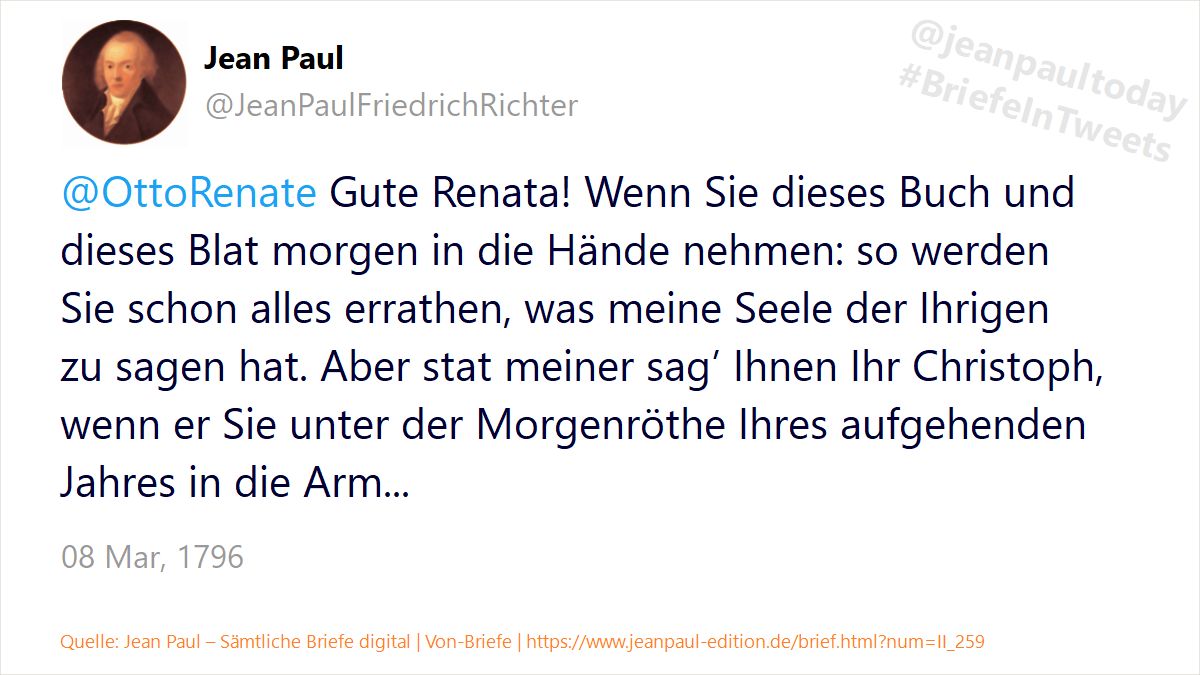 Jean Paul
@JeanPaulFriedrichRichter
@jeanpaultoday
#BriefeInTweets
@OttoRenate Gute Renata! Wenn Sie dieses Buch und
dieses Blat morgen in die Hände nehmen: so werden
Sie schon alles errathen, was meine Seele der Ihrigen
zu sagen hat. Aber stat meiner sag’ Ihnen Ihr Christoph,
wenn er Sie unter der Morgenröthe Ihres aufgehenden
Jahres in die Arm...
08 Mar, 1796
Quelle: Jean Paul – Sämtliche Briefe digital | Von-Briefe | https://www.jeanpaul-edition.de/brief.html?num=II_259